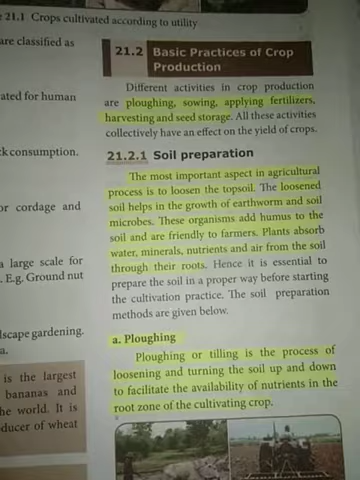 21.1 Crops cultivated according to utility
are classified as
ated for human
k consumption.
or cordage and
a large scale for
. E.g. Ground nut
dscape gardening.
a.
is the largest
bananas and
he world. It is
ducer of wheat
21.2 Basic Practices of Crop
Production
Different activities in crop production
are ploughing, sowing, applying fertilizers,
harvesting and seed storage. All these activities
collectively have an effect on the yield of crops.
21.2.1 Soil preparation
The most important aspect in agricultural
process is to loosen the topsoil. The loosened
soil helps in the growth of earthworm and soil
microbes. These organisms add humus to the
soil and are friendly to farmers. Plants absorb
water, minerals, nutrients and air from the soil
through their roots. Hence it is essential to
prepare the soil in a proper way before starting
the cultivation practice. The soil preparation
methods are given below.
a. Ploughing
Ploughing or tilling is the process of
loosening and turning the soil up and down
to facilitate the availability of nutrients in the
root zone of the cultivating crop.